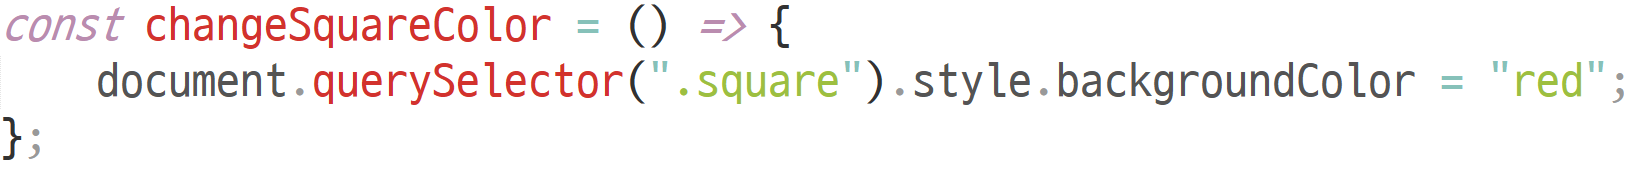 const changeSquareColor = () => {
    document.querySelector(".square").style.backgroundColor = "red";
};